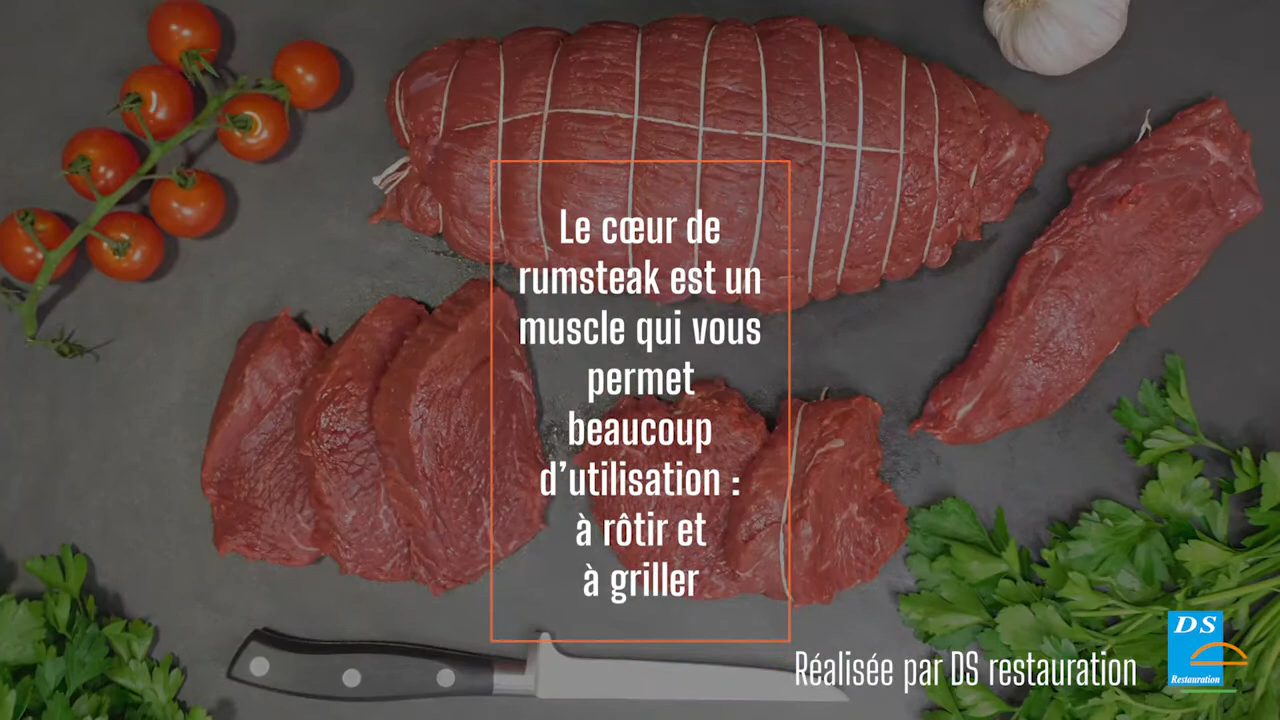 Le cœur de
rumsteak est un
muscle qui vous
permet
beaucoup
d’utilisation :
à rôtir et
à griller
Réalisée par DS restauration
DS
Restauration